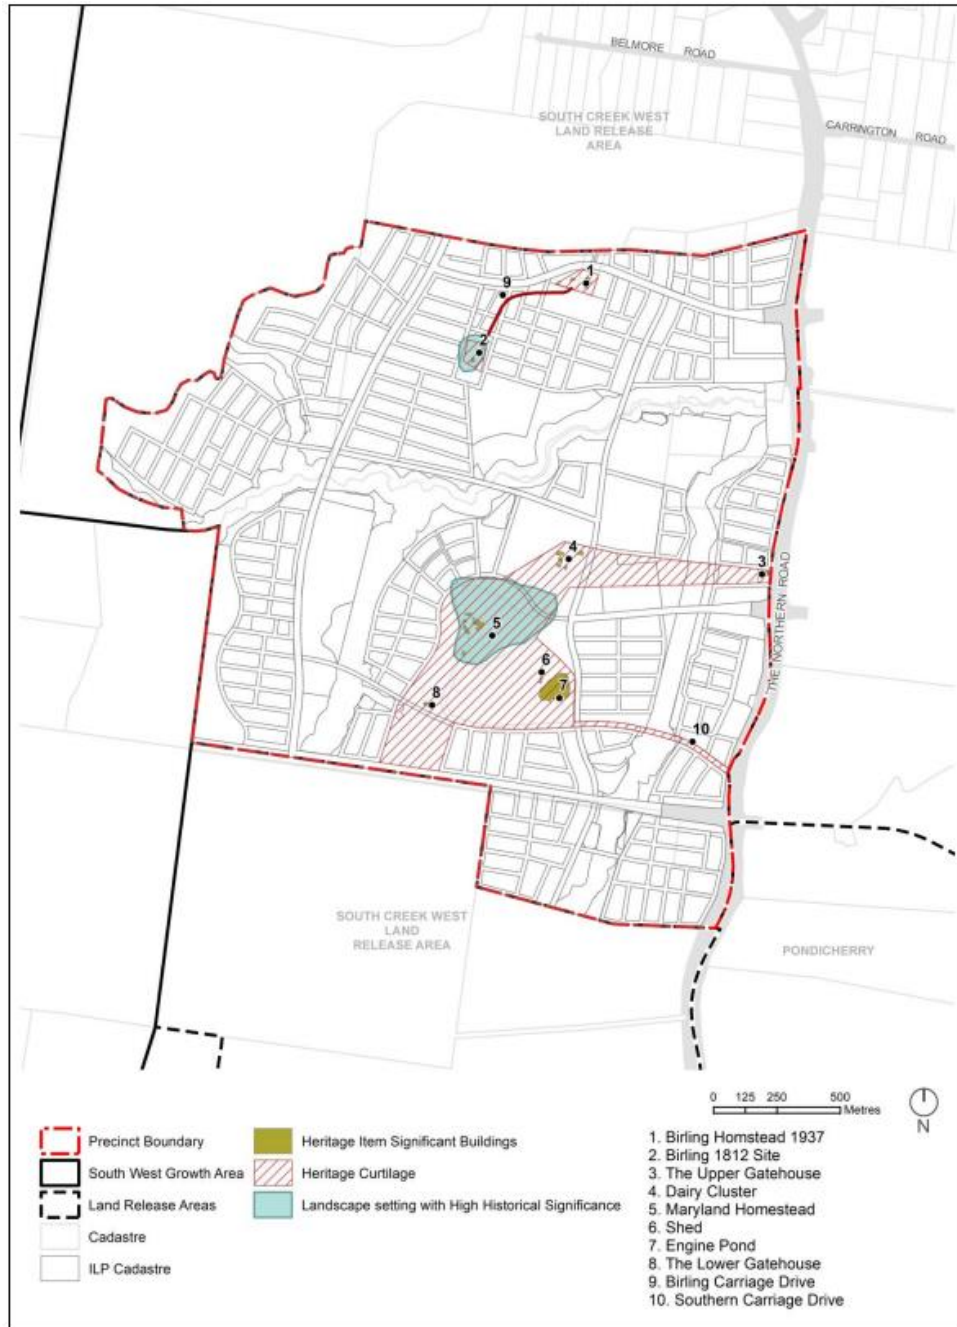 BELMORE ROAD
SOUTH CREEK WEST
LAND RELEASE
AREA
CARRINGTON ROAD
1
9
2
4
3
THE NORTHERN ROAD
5
6
7
8
10
SOUTH CREEK WEST
LAND
RELEASE AREA
PONDICHERRY
0 125 250 500
Metres
N
Precinct Boundary
South West Growth Area
Land Release Areas
Cadastre
ILP Cadastre
Heritage Item Significant Buildings
Heritage Curtilage
Landscape setting with High Historical Significance
1. Birling Homstead 1937
2. Birling 1812 Site
3. The Upper Gatehouse
4. Dairy Cluster
5. Maryland Homestead
6. Shed
7. Engine Pond
8. The Lower Gatehouse
9. Birling Carriage Drive
10. Southern Carriage Drive